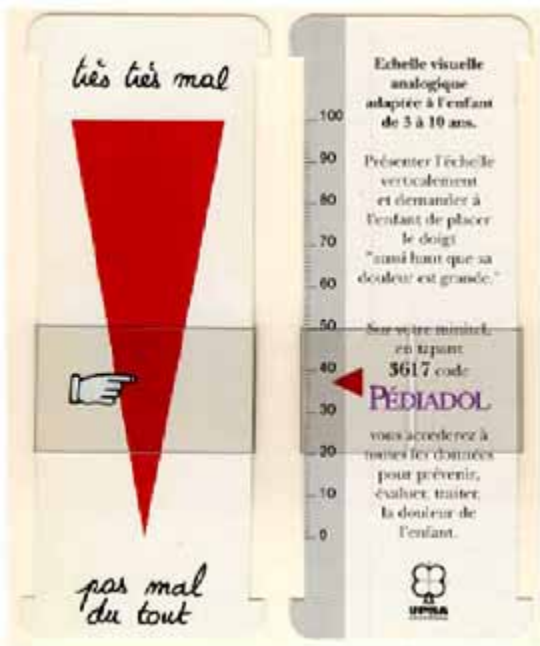 très très mal
pas mal
du tout
Echelle visuelle
analogique
adaptée à l'enfant
de 3 à 10 ans.
100
90
80
70
60
50
40
30
20
10
0
Présenter l'échelle
verticalement
et demander à
l'enfant de placer
le doigt
"aussi haut que sa
douleur est grande."
Sur votre minitel,
en tapant
3617 code
PÉDIADOL
vous accederez à
toutes les données
pour prévenir,
évaluer, traiter,
la douleur de
l'enfant.
UPSA